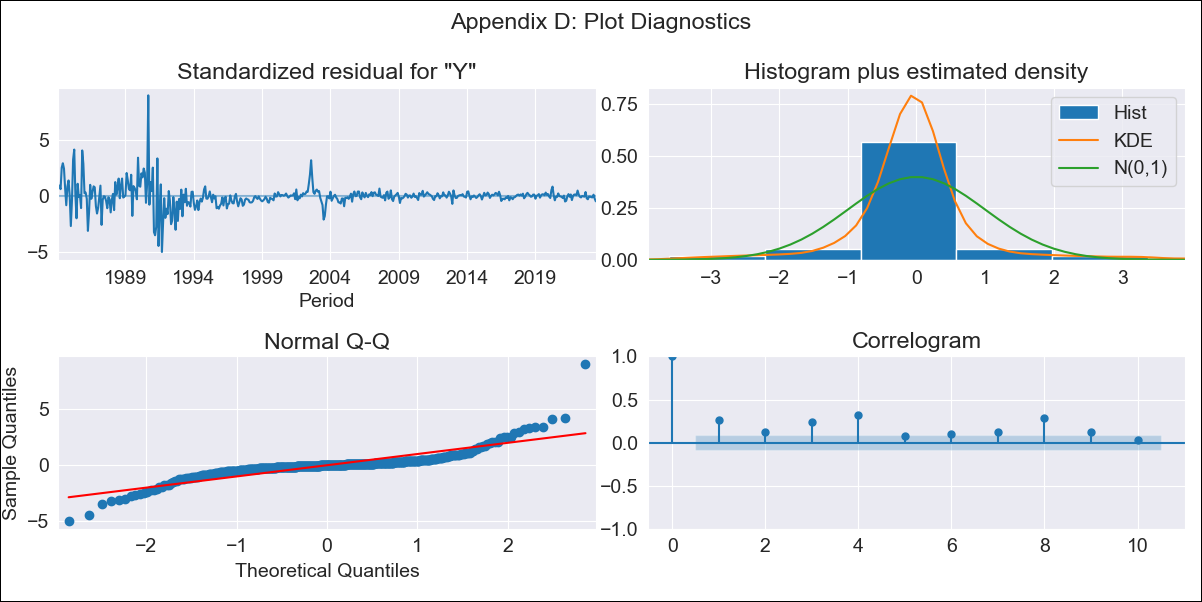 Appendix D: Plot Diagnostics
Standardized residual for "Y"
5
0
−5
1989 1994 1999 2004 2009 2014 2019
Period
Histogram plus estimated density
0.75
0.50
0.25
0.00
−3 −2 −1 0 1 2 3
Hist
KDE
N(0,1)
Normal Q-Q
Sample Quantiles
5
0
−5
−2 −1 0 1 2
Theoretical Quantiles
Correlogram
1.0
0.5
0.0
−0.5
−1.0
0 2 4 6 8 10